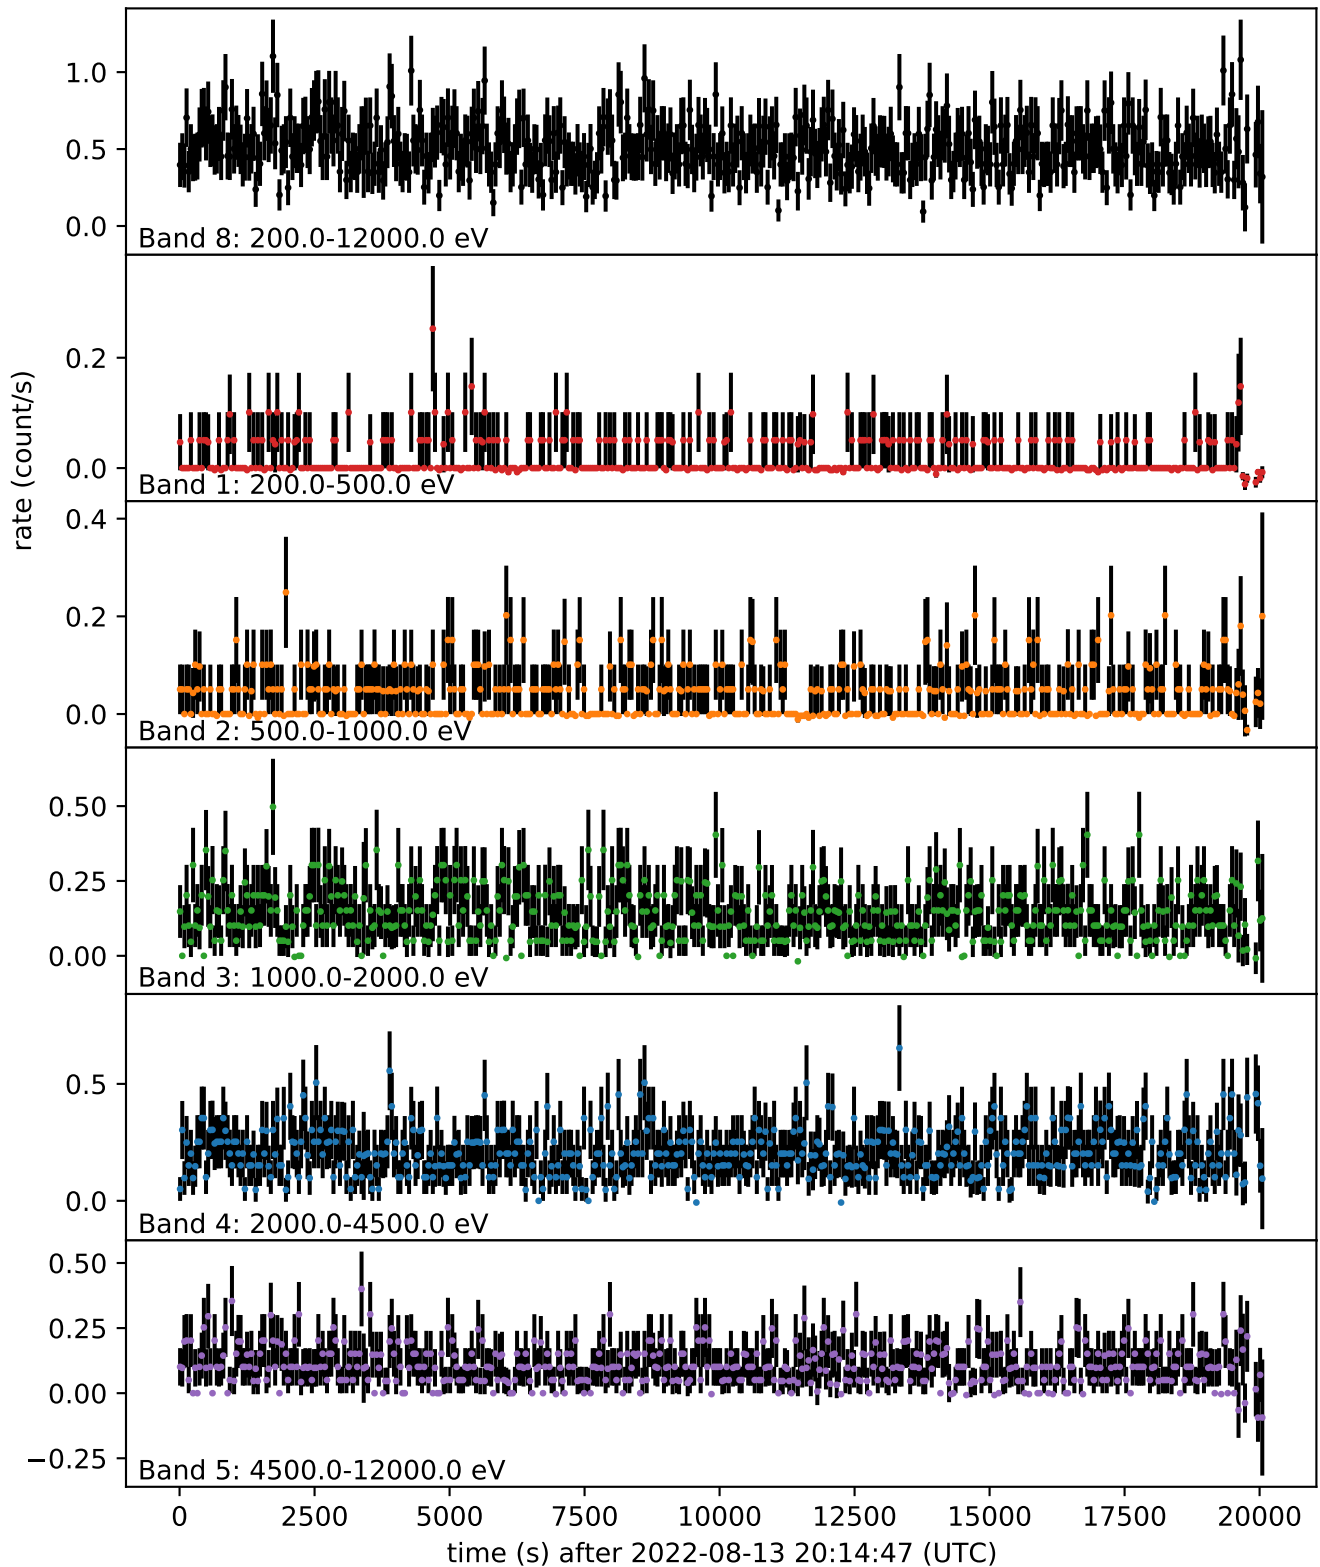 1.0
0.5
0.0
Band 8: 200.0-12000.0 eV
0.2
0.0
Band 1: 200.0-500.0 eV
rate (count/s)
0.4
0.2
0.0
Band 2: 500.0-1000.0 eV
0.50
0.25
0.00
Band 3: 1000.0-2000.0 eV
0.5
0.0
Band 4: 2000.0-4500.0 eV
0.50
0.25
0.00
−0.25
Band 5: 4500.0-12000.0 eV
0 2500 5000 7500 10000 12500 15000 17500 20000
time (s) after 2022-08-13 20:14:47 (UTC)